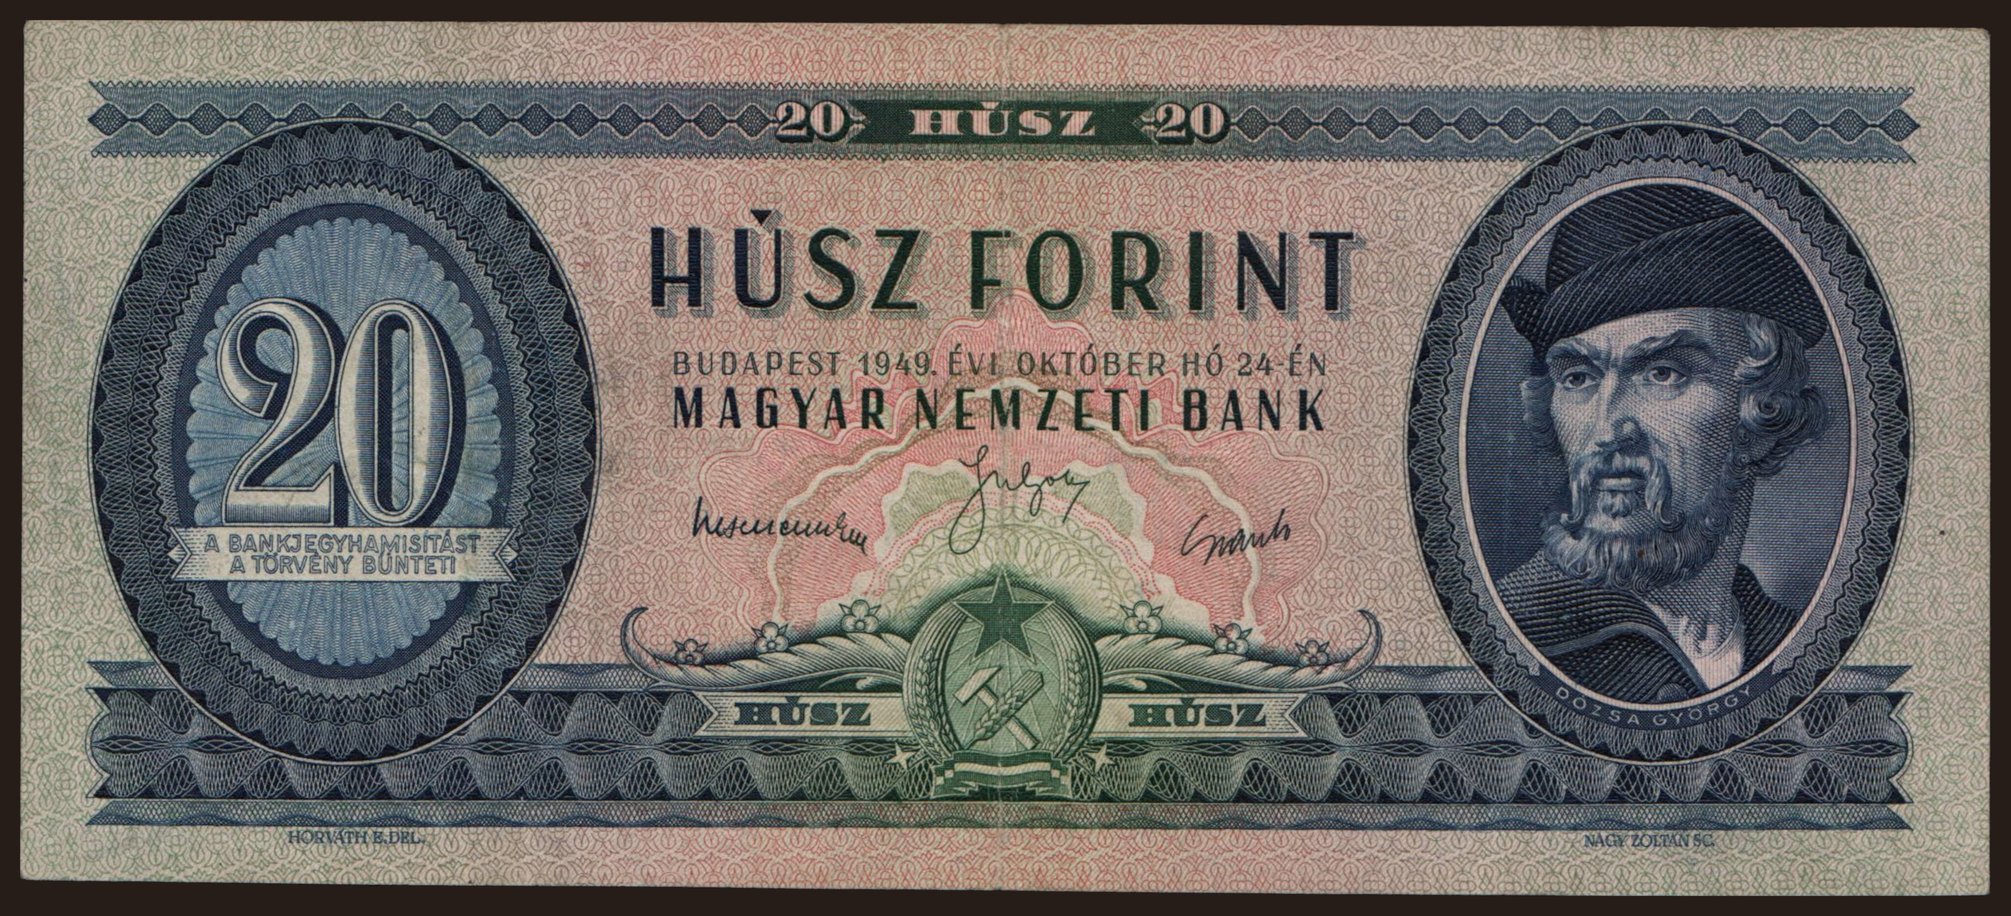 20 HÚSZ 20
HÚSZ FORINT
BUDAPEST 1949. ÉVI OKTÓBER HÓ 24-ÉN
MAGYAR NEMZETI BANK
20
A BANKJEGYHAMISÍTÁST
A TÖRVÉNY BÜNTETI
DÓZSA GYÖRGY
HÚSZ HÚSZ
HORVÁTH E. DEL.
NAGY ZOLTÁN SC.